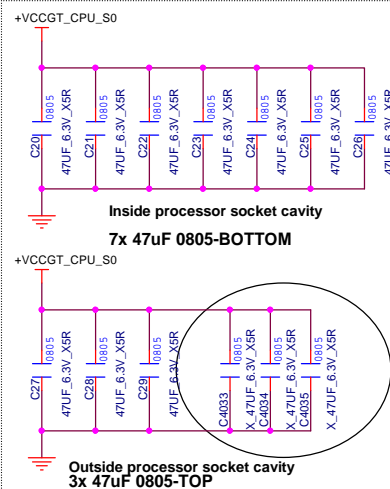 +VCCGT_CPU_S0
C20 47UF_6.3V_X5R 0805
C21 47UF_6.3V_X5R 0805
C22 47UF_6.3V_X5R 0805
C23 47UF_6.3V_X5R 0805
C24 47UF_6.3V_X5R 0805
C25 47UF_6.3V_X5R 0805
C26 47UF_6.3V_X5R
Inside processor socket cavity
7x 47uF 0805-BOTTOM
+VCCGT_CPU_S0
C27 47UF_6.3V_X5R 0805
C28 47UF_6.3V_X5R 0805
C29 47UF_6.3V_X5R 0805
C4033 X_47UF_6.3V_X5R 0805
C4034 X_47UF_6.3V_X5R 0805
C4035 X_47UF_6.3V_X5R 0805
Outside processor socket cavity
3x 47uF 0805-TOP